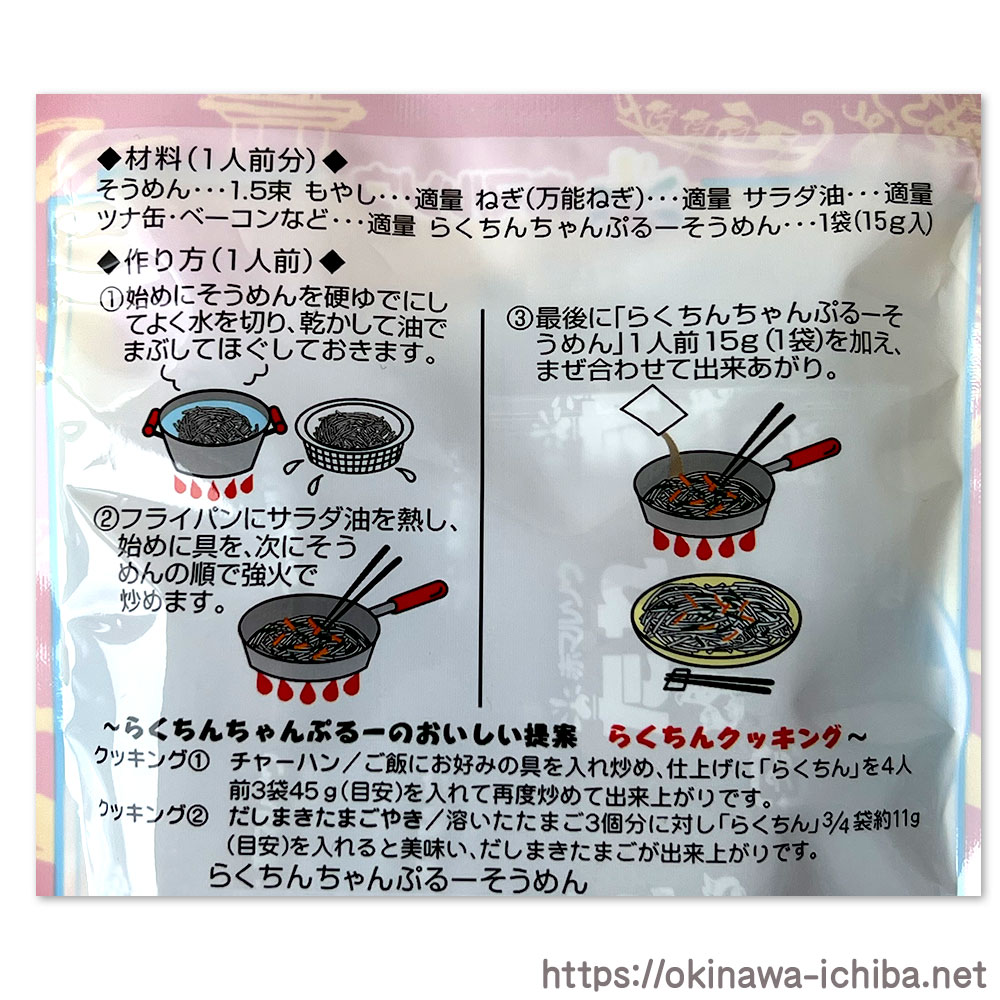 ◆材料(1人前分)◆
そうめん・・・1.5束 もやし・・・適量 ねぎ(万能ねぎ)・・・適量 サラダ油・・・適量
ツナ缶・ベーコンなど・・・適量 らくちんちゃんぷるーそうめん・・・1袋(15g入)
◆作り方(1人前)◆
①始めにそうめんを硬ゆでにし
てよく水を切り、乾かして油で
まぶしてほぐしておきます。
②フライパンにサラダ油を熱し、
始めに具を、次にそう
めんの順で強火で
炒めます。
③最後に「らくちんちゃんぷるーそ
うめん」1人前15g(1袋)を加え、
まぜ合わせて出来あがり。
~らくちんちゃんぷるーのおいしい提案 らくちんクッキング~
クッキング① チャーハン/ご飯にお好みの具を入れ炒め、仕上げに「らくちん」を4人
前3袋45g(目安)を入れて再度炒めて出来上がりです。
クッキング② だしまきたまごやき/溶いたたまご3個分に対し「らくちん」3/4袋約11g
(目安)を入れると美味い、だしまきたまごが出来上がりです。
らくちんちゃんぷるーそうめん
https://okinawa-ichiba.net